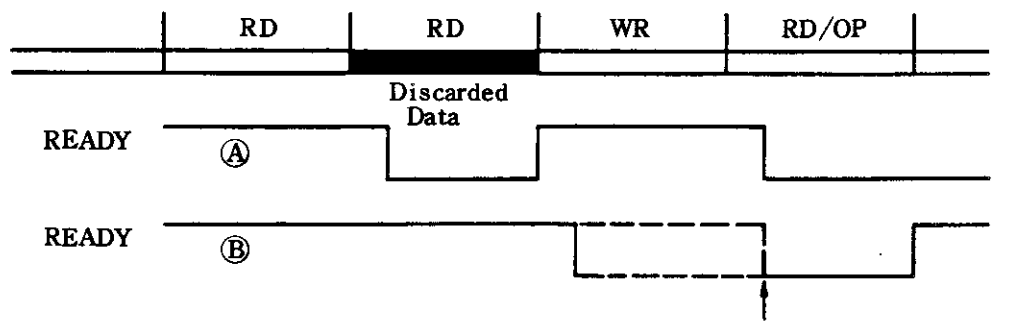 RD RD WR RD/OP
Discarded
Data
READY Ⓐ
READY Ⓑ